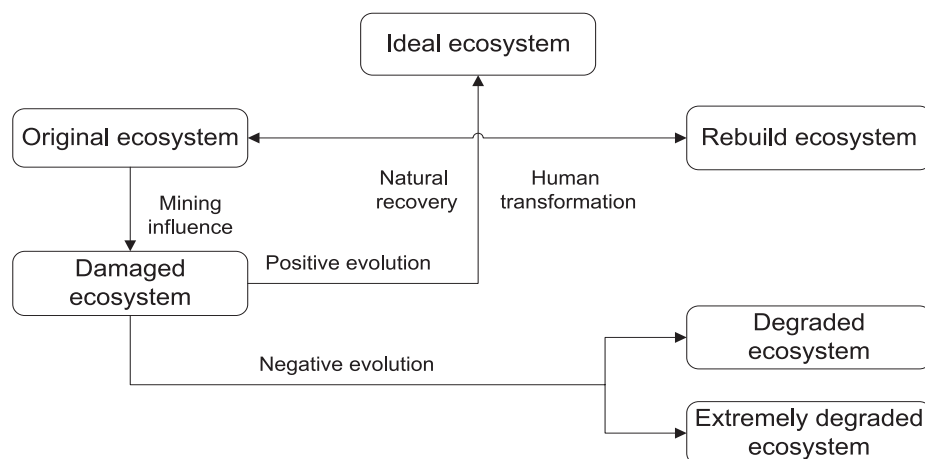 Ideal ecosystem
Original ecosystem
Rebuild ecosystem
Natural
recovery
Human
transformation
Mining
influence
Damaged
ecosystem
Positive evolution
Degraded
ecosystem
Negative evolution
Extremely degraded
ecosystem